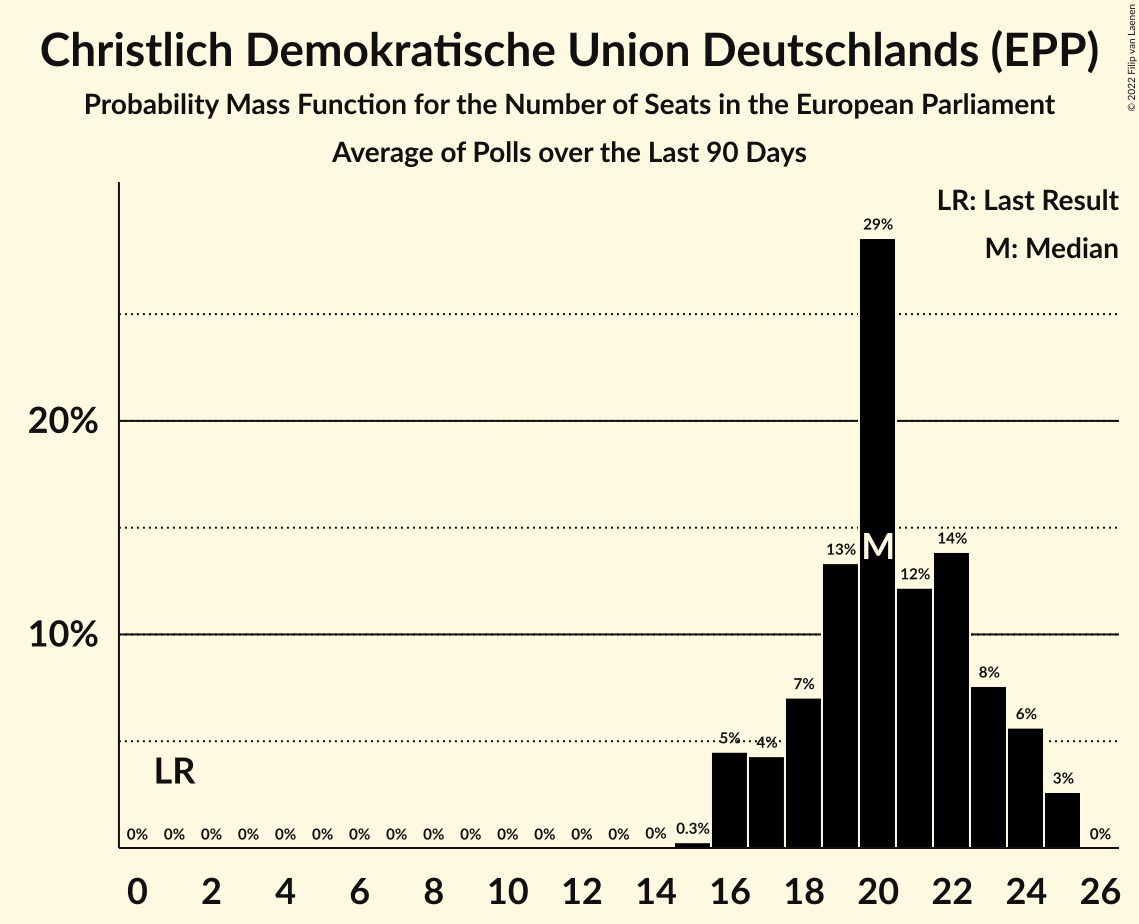 Christlich Demokratische Union Deutschlands (EPP)
Probability Mass Function for the Number of Seats in the European Parliament
Average of Polls over the Last 90 Days
© 2022 Filip van Laenen
LR: Last Result
M: Median
20%
10%
LR
M
0% 0% 0% 0% 0% 0% 0% 0% 0% 0% 0% 0% 0% 0% 0% 0.3% 5% 4% 7% 13% 29% 12% 14% 8% 6% 3% 0%
0 2 4 6 8 10 12 14 16 18 20 22 24 26